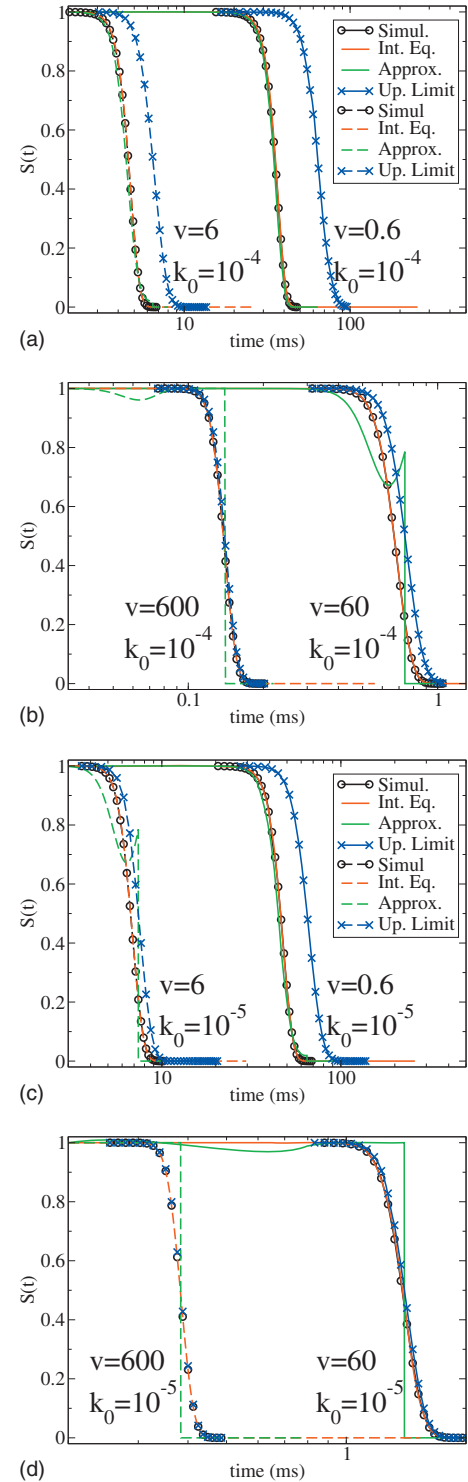 1
0.8
0.6
0.4
0.2
0
S(t)
Simul.
Int. Eq.
Approx.
Up. Limit
Simul
Int. Eq.
Approx.
Up. Limit
v=6
k₀=10⁻⁴
v=0.6
k₀=10⁻⁴
10
100
time (ms)
(a)
1
0.8
0.6
0.4
0.2
0
S(t)
v=600
k₀=10⁻⁴
v=60
k₀=10⁻⁴
0.1
1
time (ms)
(b)
1
0.8
0.6
0.4
0.2
0
S(t)
Simul.
Int. Eq.
Approx.
Up. Limit
Simul
Int. Eq.
Approx.
Up. Limit
v=6
k₀=10⁻⁵
v=0.6
k₀=10⁻⁵
10
100
time (ms)
(c)
1
0.8
0.6
0.4
0.2
0
S(t)
v=600
k₀=10⁻⁵
v=60
k₀=10⁻⁵
1
time (ms)
(d)